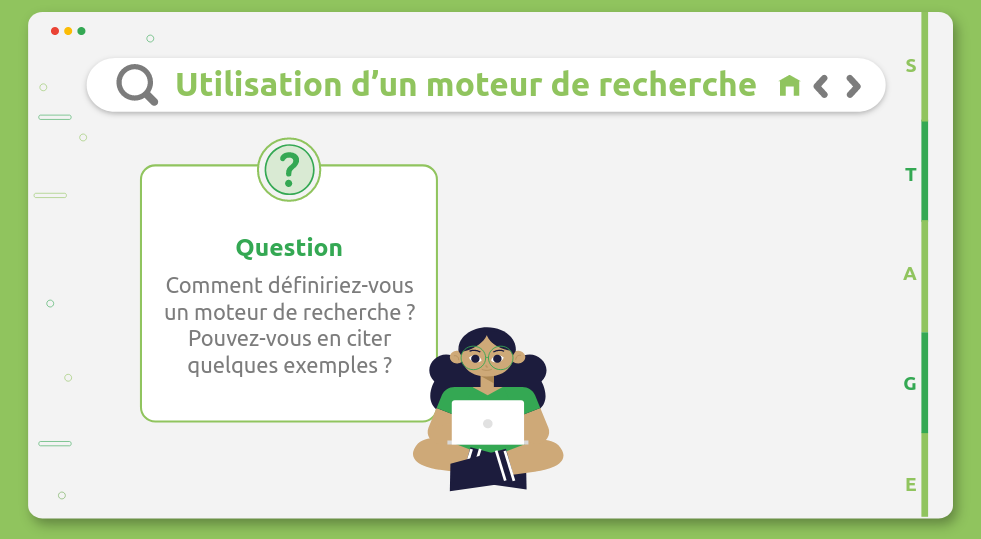 Utilisation d’un moteur de recherche
?
Question
Comment définiriez-vous
un moteur de recherche ?
Pouvez-vous en citer
quelques exemples ?
S
T
A
G
E